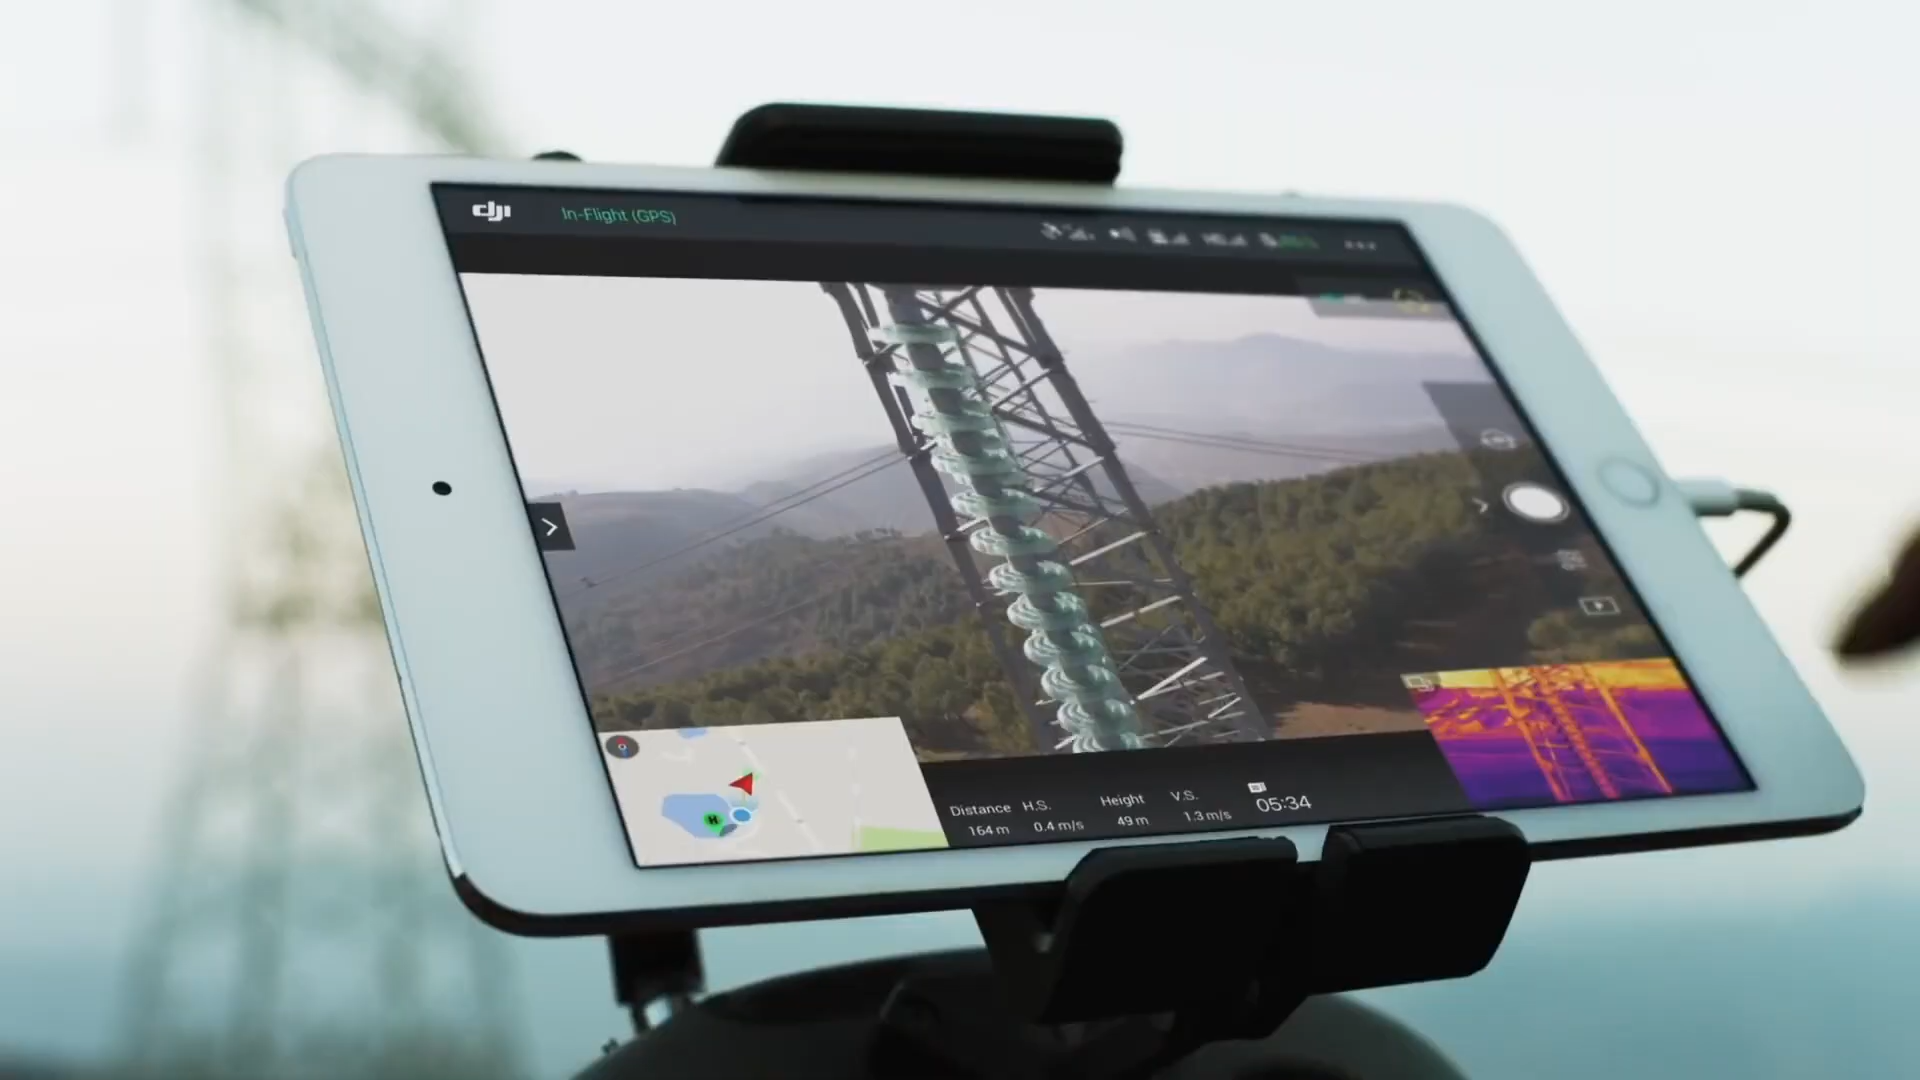 dji
In-Flight (GPS)
Distance H.S. Height V.S.
164 m 0.4 m/s 49 m 1.3 m/s 05:34
H